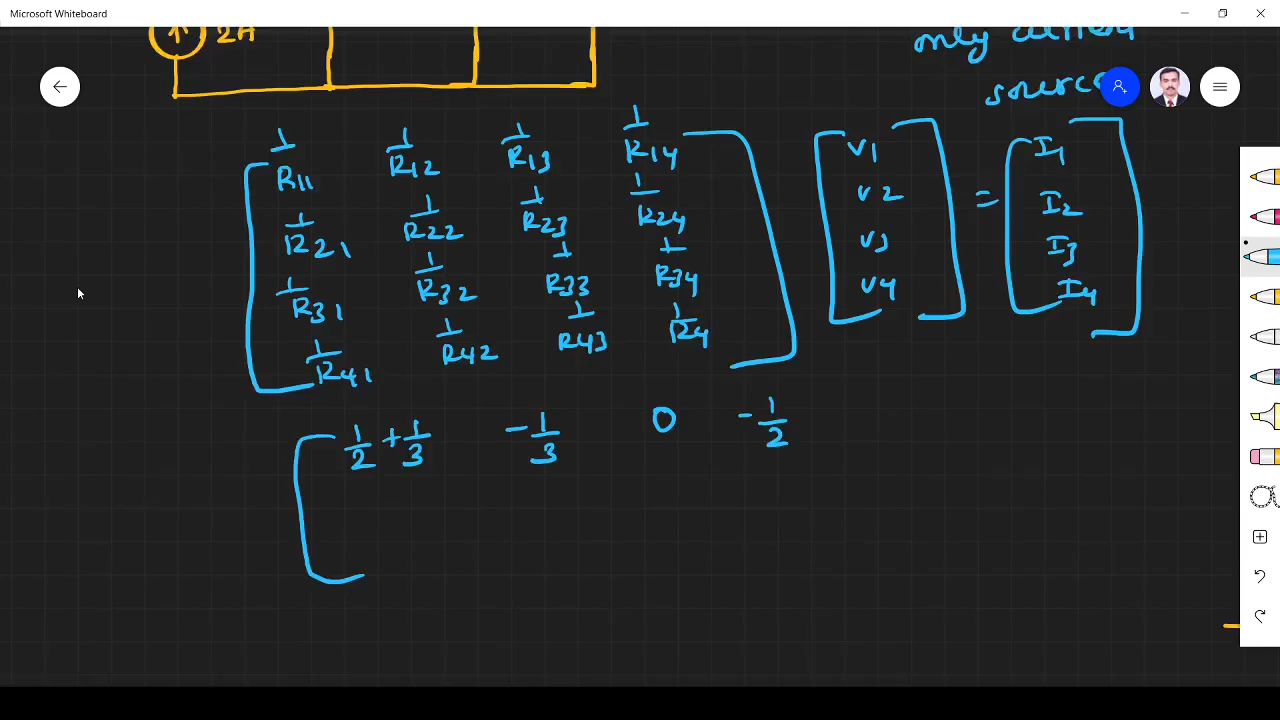 Microsoft Whiteboard
2A
only current
source
1/R11 1/R12 1/R13 1/R14 V1 I1
1/R21 1/R22 1/R23 1/R24 V2 = I2
1/R31 1/R32 1/R33 1/R34 V3 I3
1/R41 1/R42 1/R43 1/R4 V4 I4
1/2 + 1/3 -1/3 0 -1/2